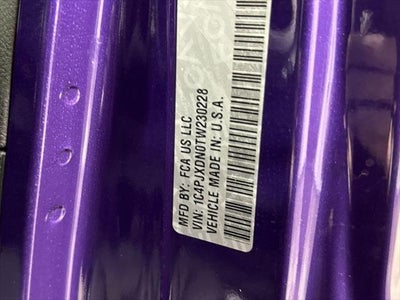 MFD BY: FCA US LLC
VIN: 1C4PJXDN0TW230228
VEHICLE MADE IN: U.S.A.